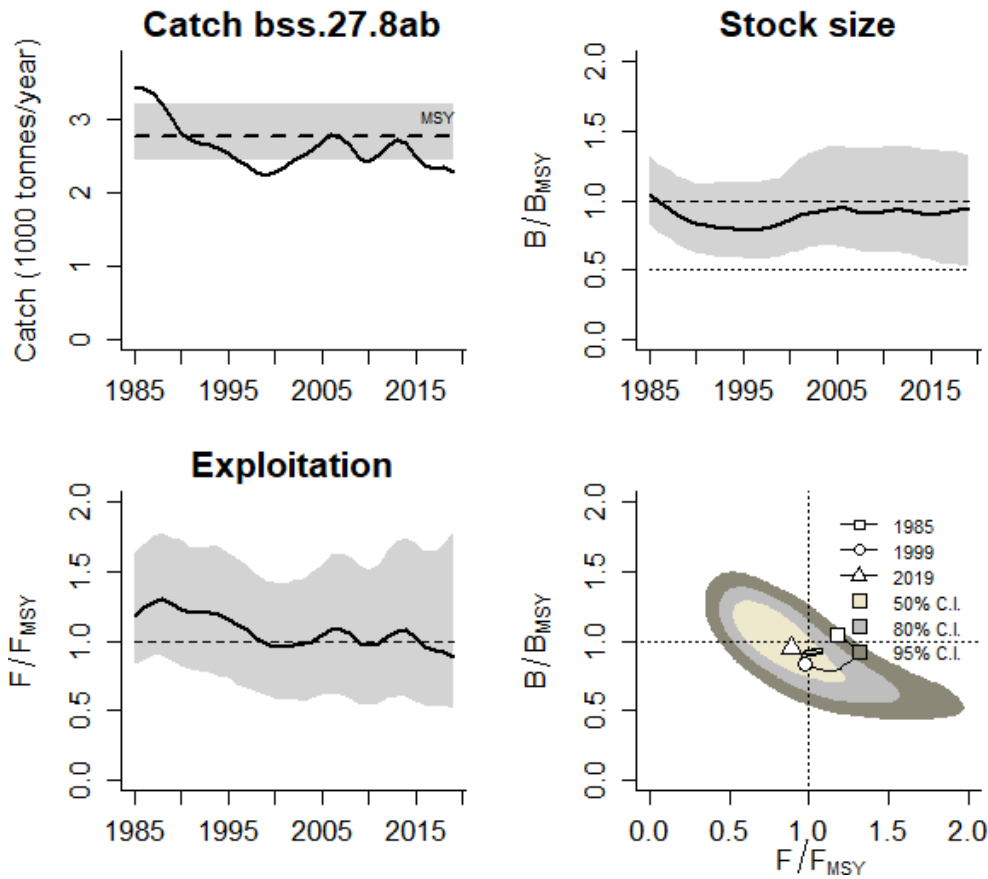 Catch bss.27.8ab
Catch (1000 tonnes/year)
3
2
1
0
MSY
1985 1995 2005 2015
Stock size
B / BMSY
2.0
1.5
1.0
0.5
0.0
1985 1995 2005 2015
Exploitation
F / FMSY
2.0
1.5
1.0
0.5
0.0
1985 1995 2005 2015
B / BMSY
2.0
1.5
1.0
0.5
0.0
1985
1999
2019
50% C.I.
80% C.I.
95% C.I.
0.0 0.5 1.0 1.5 2.0
F / FMSY